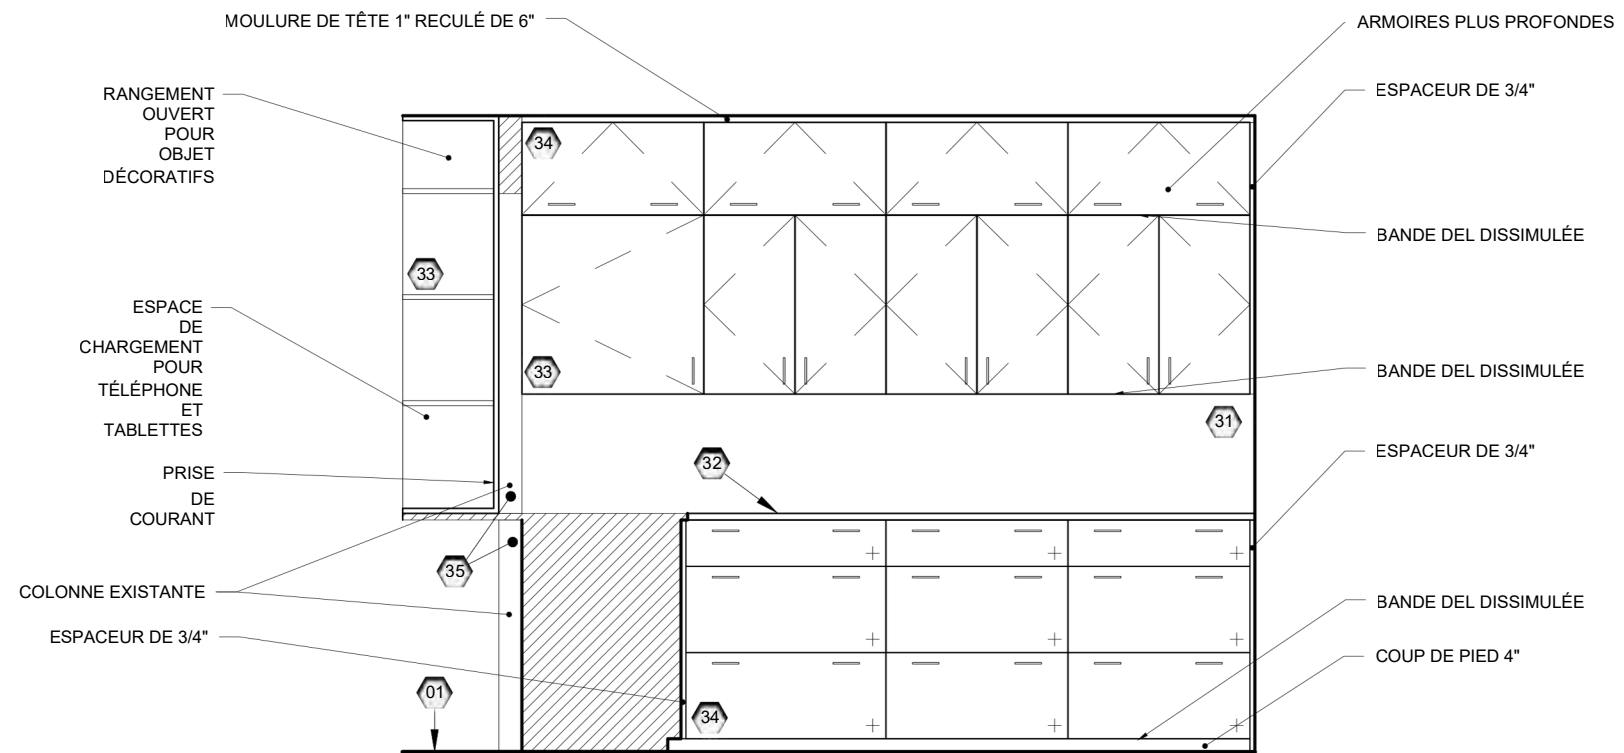 MOULURE DE TÊTE 1" RECULÉ DE 6"
ARMOIRES PLUS PROFONDES
ESPACEUR DE 3/4"
RANGEMENT
OUVERT
POUR
OBJET
DÉCORATIFS
34
BANDE DEL DISSIMULÉE
33
ESPACE
DE
CHARGEMENT
POUR
TÉLÉPHONE
ET
TABLETTES
33
BANDE DEL DISSIMULÉE
31
ESPACEUR DE 3/4"
32
PRISE
DE
COURANT
35
COLONNE EXISTANTE
BANDE DEL DISSIMULÉE
ESPACEUR DE 3/4"
COUP DE PIED 4"
01
34